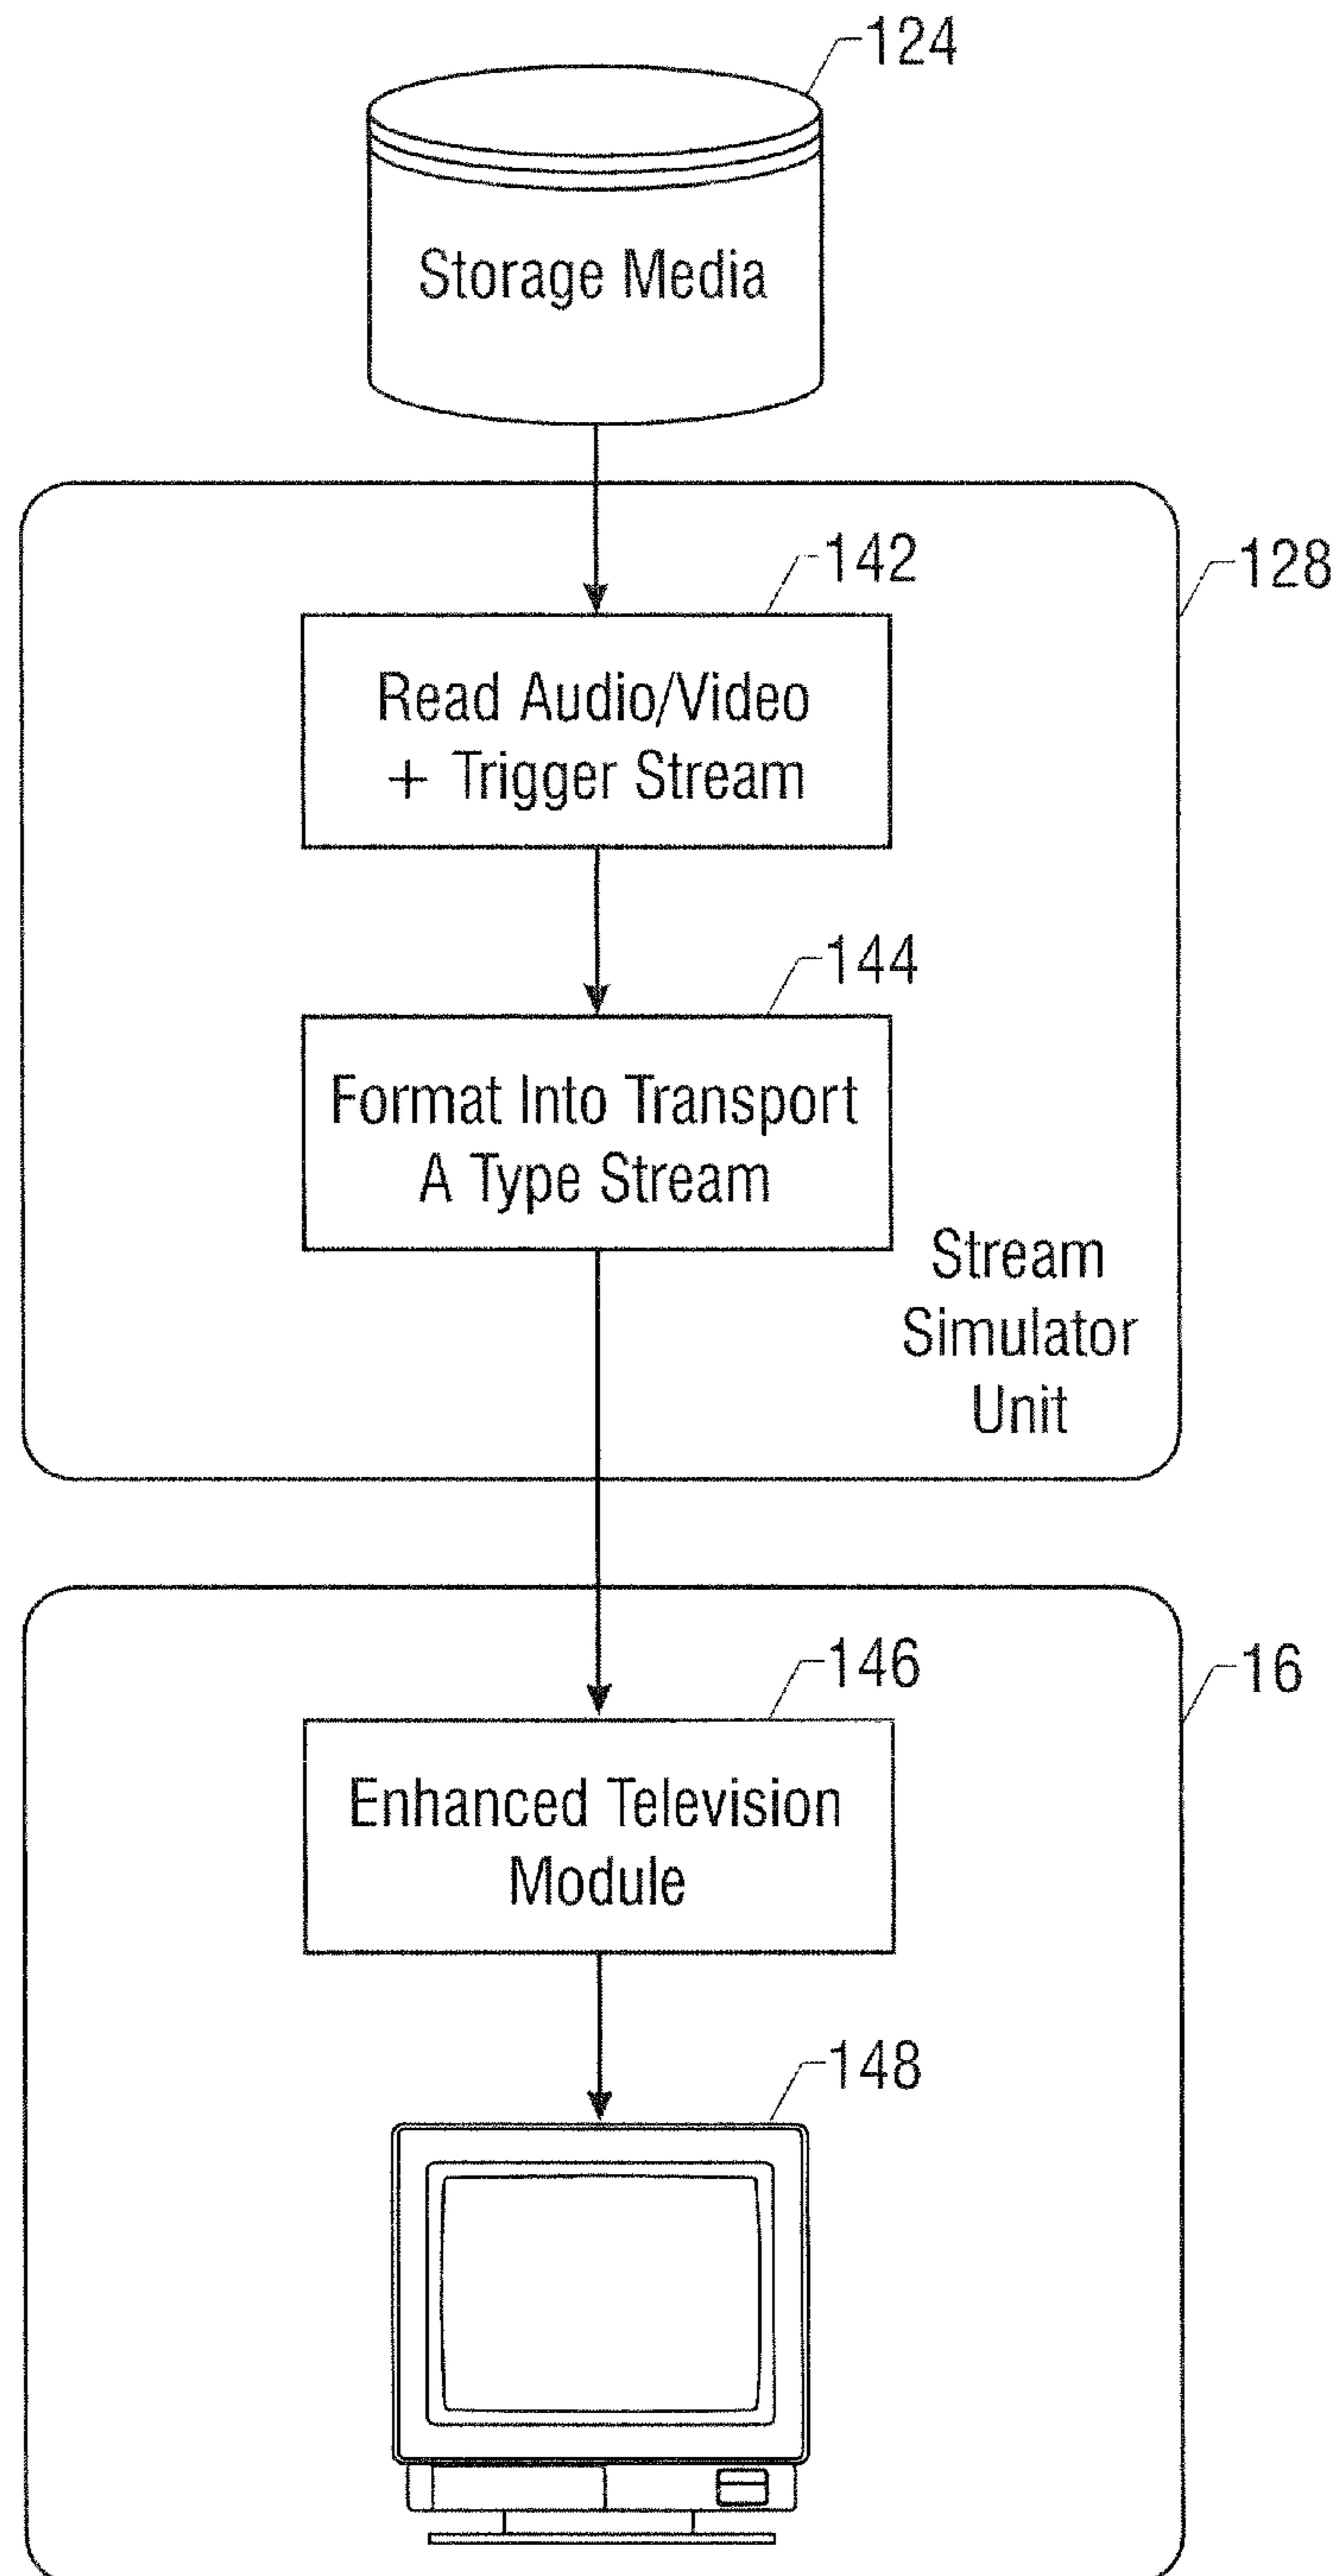 124
Storage Media
128
142
Read Audio/Video
+ Trigger Stream
144
Format Into Transport
A Type Stream
Stream
Simulator
Unit
146
16
Enhanced Television
Module
148